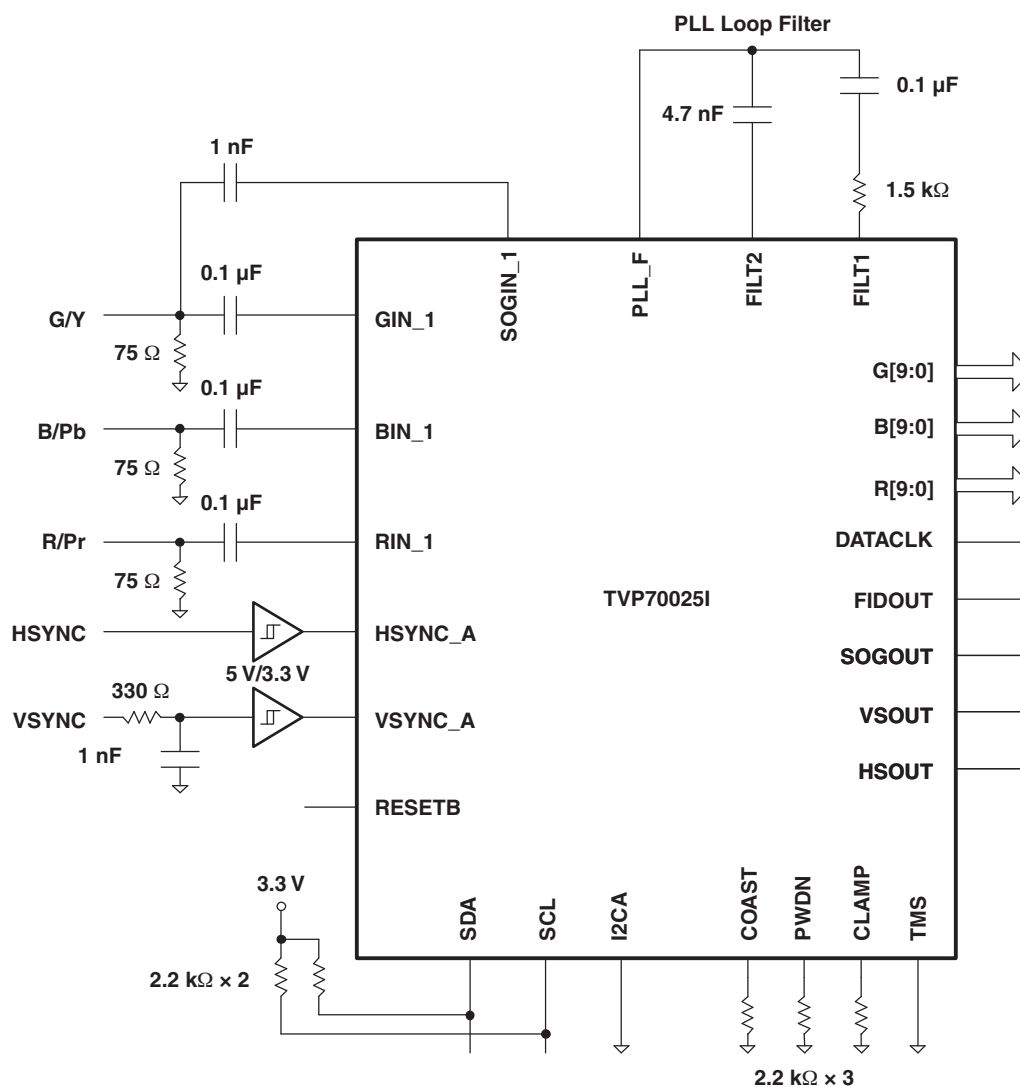 PLL Loop Filter
0.1 µF
4.7 nF
1 nF
1.5 kΩ
SOGIN_1
PLL_F
FILT2
FILT1
0.1 µF
G/Y
GIN_1
75 Ω
G[9:0]
0.1 µF
B/Pb
BIN_1
B[9:0]
75 Ω
R[9:0]
0.1 µF
R/Pr
RIN_1
DATACLK
75 Ω
TVP70025I
FIDOUT
HSYNC
HSYNC_A
SOGOUT
5 V/3.3 V
330 Ω
VSYNC
VSYNC_A
VSOUT
1 nF
HSOUT
RESETB
3.3 V
SDA
SCL
I2CA
COAST
PWDN
CLAMP
TMS
2.2 kΩ × 2
2.2 kΩ × 3